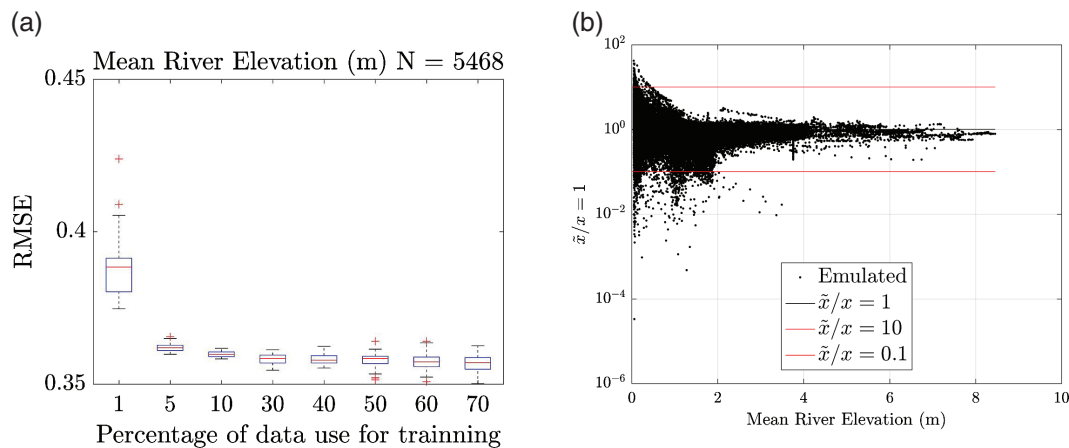 (a)
Mean River Elevation (m) N = 5468
0.45
0.4
0.35
RMSE
1 5 10 30 40 50 60 70
Percentage of data use for trainning
(b)
10^2
10^0
10^−2
10^−4
10^−6
x̃/x = 1
Emulated
x̃/x = 1
x̃/x = 10
x̃/x = 0.1
0 2 4 6 8 10
Mean River Elevation (m)